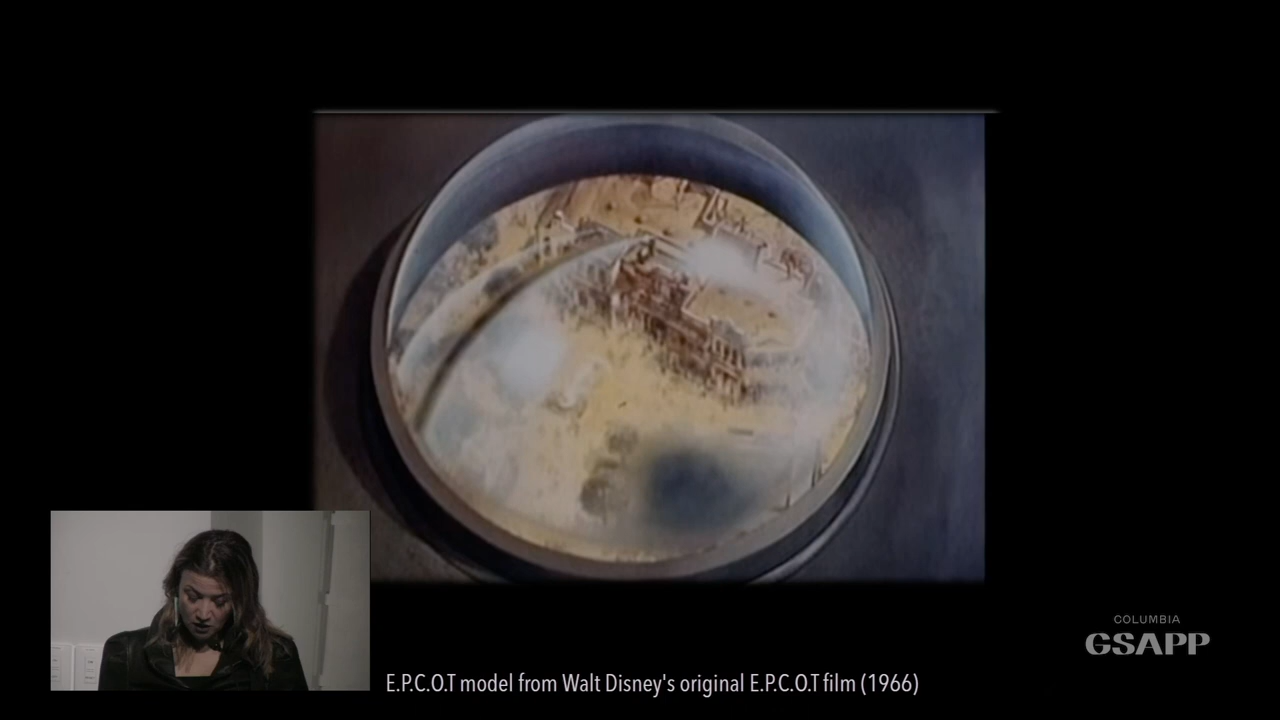 COLUMBIA
GSAPP
E.P.C.O.T model from Walt Disney's original E.P.C.O.T film (1966)